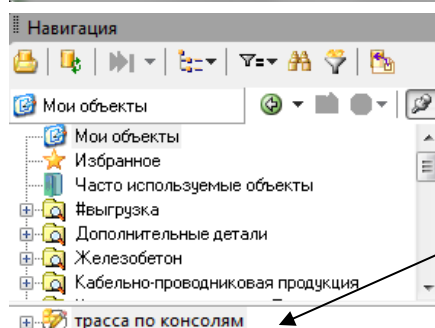 Навигация
Мои объекты
Мои объекты
Избранное
Часто используемые объекты
#выгрузка
Дополнительные детали
Железобетон
Кабельно-проводниковая продукция
трасса по консолям